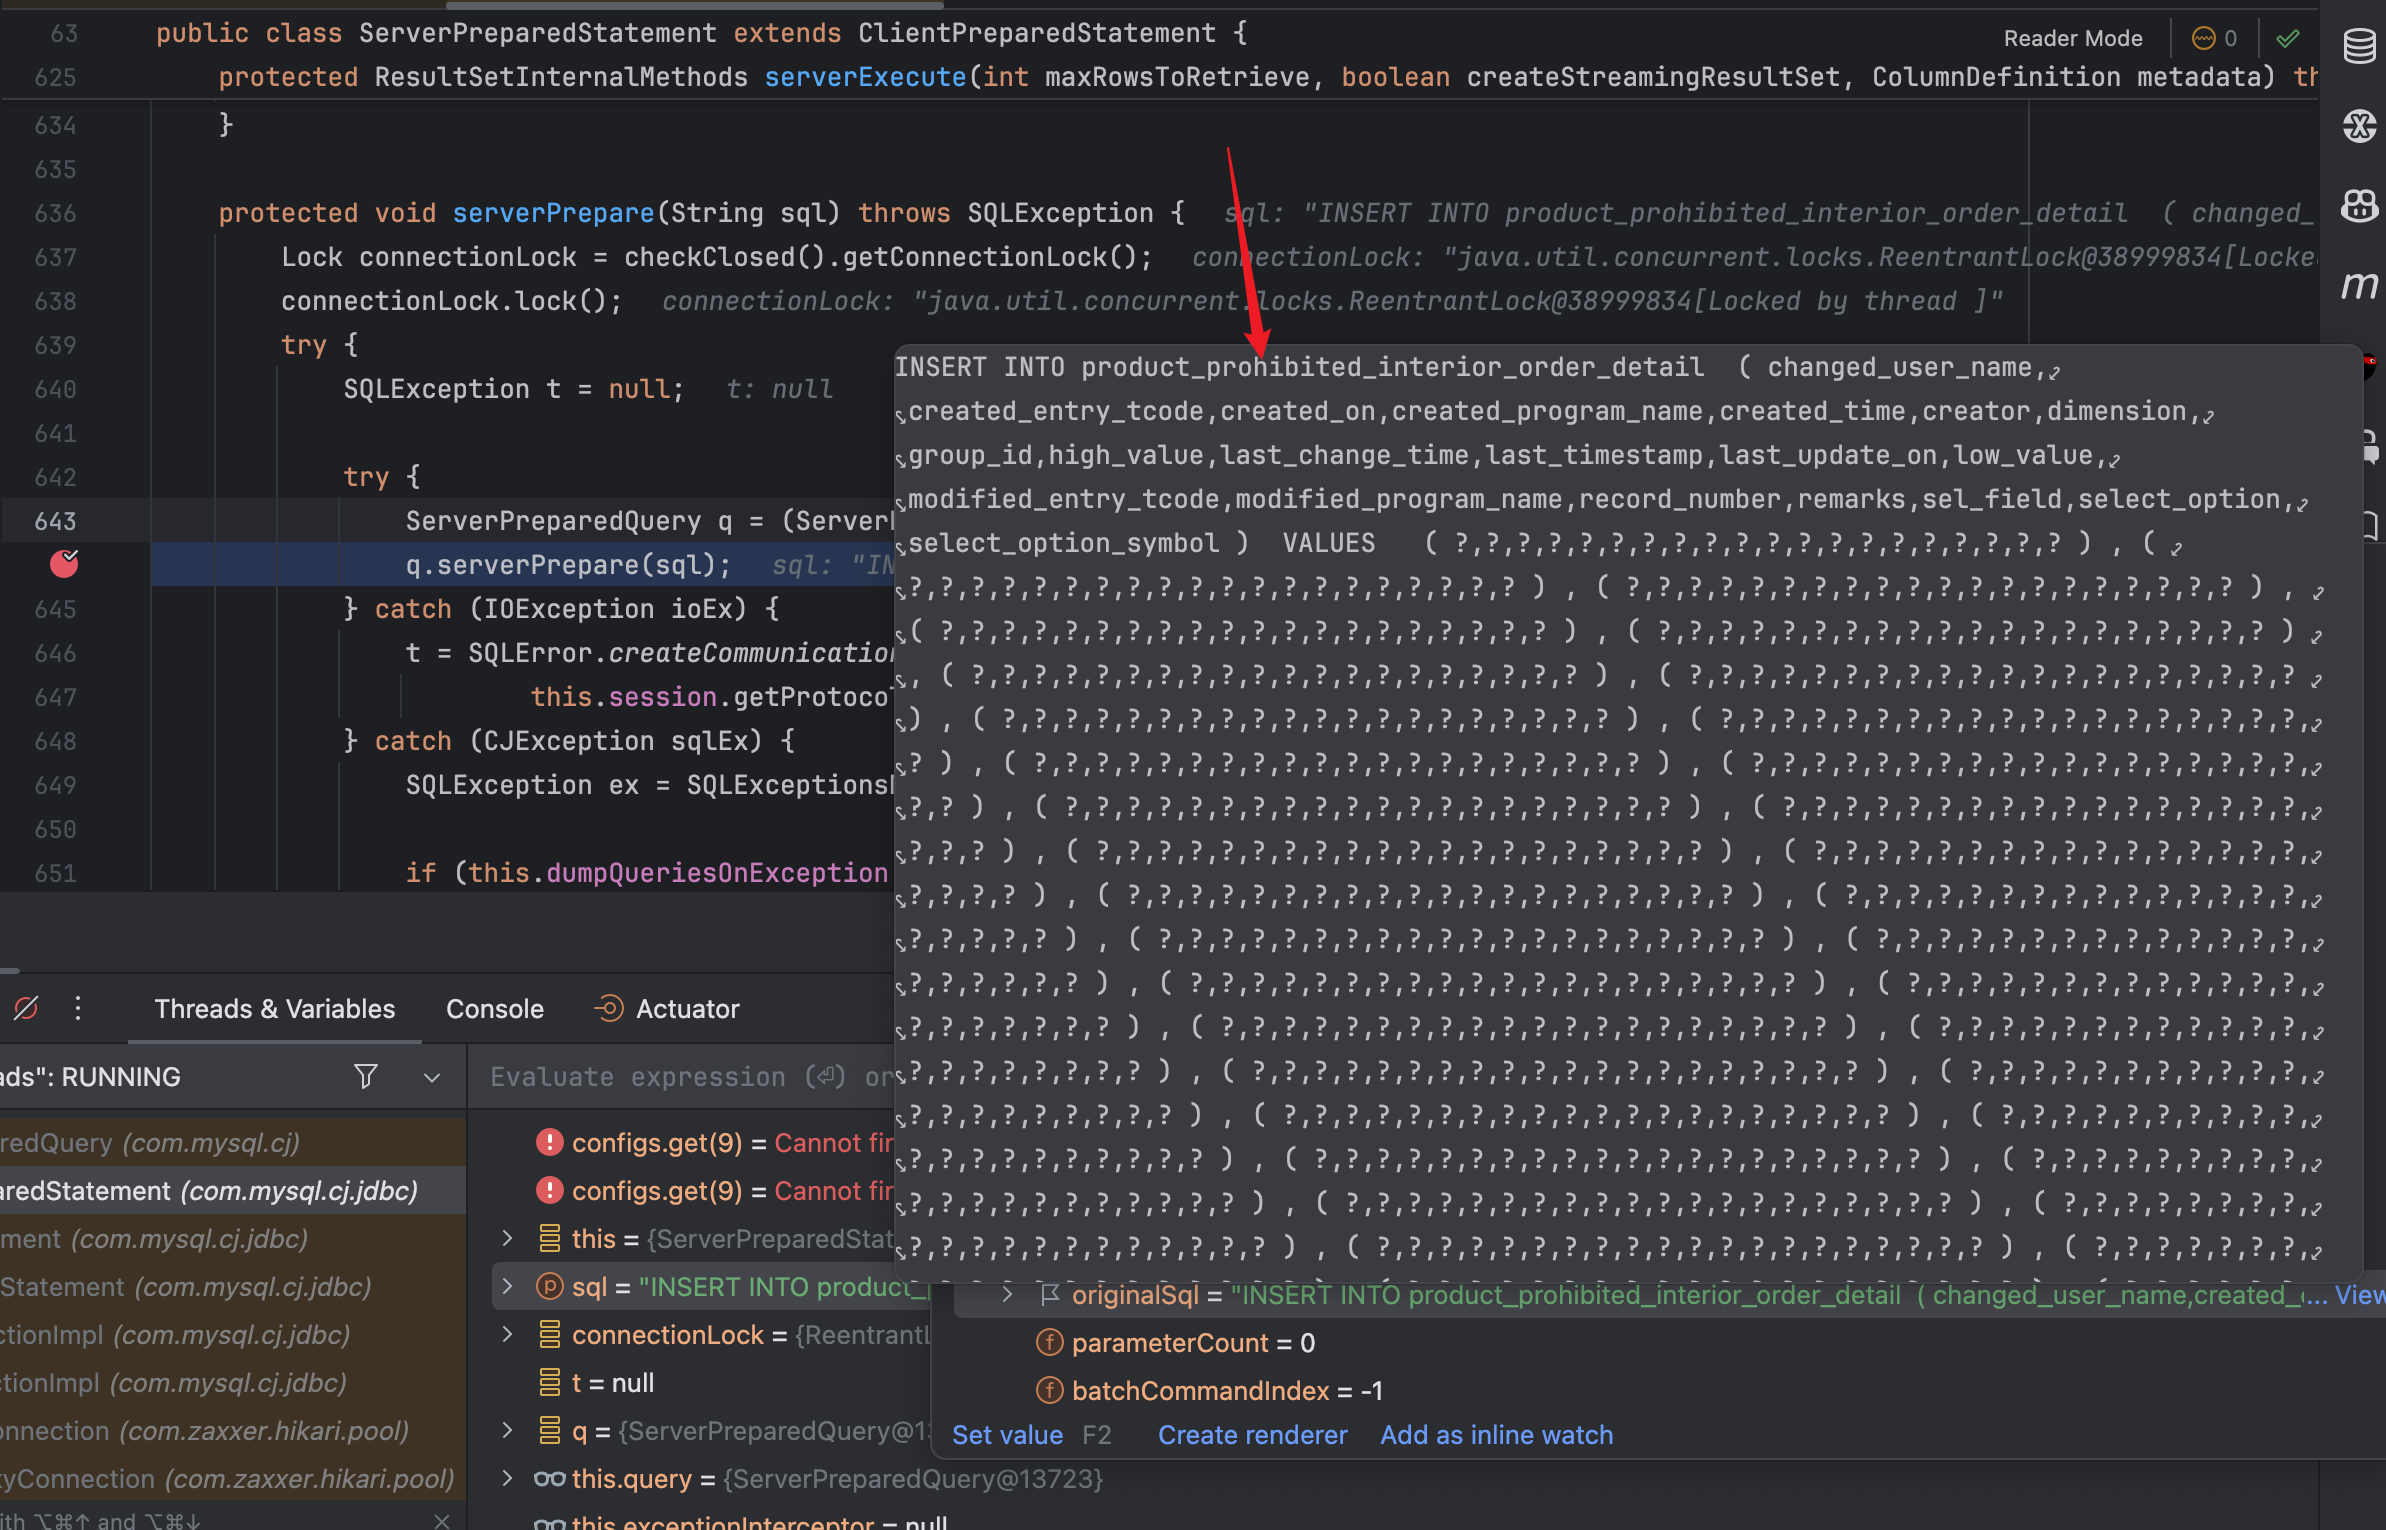 63 public class ServerPreparedStatement extends ClientPreparedStatement {
Reader Mode 0
625 protected ResultSetInternalMethods serverExecute(int maxRowsToRetrieve, boolean createStreamingResultSet, ColumnDefinition metadata) th
634 }
635
636 protected void serverPrepare(String sql) throws SQLException { sql: "INSERT INTO product_prohibited_interior_order_detail ( changed_
637 Lock connectionLock = checkClosed().getConnectionLock(); connectionLock: "java.util.concurrent.locks.ReentrantLock@38999834[Locke
638 connectionLock.lock(); connectionLock: "java.util.concurrent.locks.ReentrantLock@38999834[Locked by thread ]"
639 try {
640 SQLException t = null; t: null
641
642 try {
643 ServerPreparedQuery q = (Server
q.serverPrepare(sql); sql: "IN
645 } catch (IOException ioEx) {
646 t = SQLError.createCommunication
647 this.session.getProtoco
648 } catch (CJException sqlEx) {
649 SQLException ex = SQLExceptions
650
651 if (this.dumpQueriesOnException
INSERT INTO product_prohibited_interior_order_detail ( changed_user_name,
created_entry_tcode,created_on,created_program_name,created_time,creator,dimension,
group_id,high_value,last_change_time,last_timestamp,last_update_on,low_value,
modified_entry_tcode,modified_program_name,record_number,remarks,sel_field,select_option,
select_option_symbol ) VALUES ( ?,?,?,?,?,?,?,?,?,?,?,?,?,?,?,?,?,?,?,? ) , (
?,?,?,?,?,?,?,?,?,?,?,?,?,?,?,?,?,?,?,? ) , ( ?,?,?,?,?,?,?,?,?,?,?,?,?,?,?,?,?,?,?,? ) ,
( ?,?,?,?,?,?,?,?,?,?,?,?,?,?,?,?,?,?,?,? ) , ( ?,?,?,?,?,?,?,?,?,?,?,?,?,?,?,?,?,?,?,? )
, ( ?,?,?,?,?,?,?,?,?,?,?,?,?,?,?,?,?,?,?,? ) , ( ?,?,?,?,?,?,?,?,?,?,?,?,?,?,?,?,?,?,?,?
) , ( ?,?,?,?,?,?,?,?,?,?,?,?,?,?,?,?,?,?,?,? ) , ( ?,?,?,?,?,?,?,?,?,?,?,?,?,?,?,?,?,?,?,
? ) , ( ?,?,?,?,?,?,?,?,?,?,?,?,?,?,?,?,?,?,?,? ) , ( ?,?,?,?,?,?,?,?,?,?,?,?,?,?,?,?,?,?,
?,? ) , ( ?,?,?,?,?,?,?,?,?,?,?,?,?,?,?,?,?,?,?,? ) , ( ?,?,?,?,?,?,?,?,?,?,?,?,?,?,?,?,?,
?,?,? ) , ( ?,?,?,?,?,?,?,?,?,?,?,?,?,?,?,?,?,?,?,? ) , ( ?,?,?,?,?,?,?,?,?,?,?,?,?,?,?,?,
?,?,?,? ) , ( ?,?,?,?,?,?,?,?,?,?,?,?,?,?,?,?,?,?,?,? ) , ( ?,?,?,?,?,?,?,?,?,?,?,?,?,?,?,
?,?,?,?,? ) , ( ?,?,?,?,?,?,?,?,?,?,?,?,?,?,?,?,?,?,?,? ) , ( ?,?,?,?,?,?,?,?,?,?,?,?,?,?,
?,?,?,?,?,? ) , ( ?,?,?,?,?,?,?,?,?,?,?,?,?,?,?,?,?,?,?,? ) , ( ?,?,?,?,?,?,?,?,?,?,?,?,?,
?,?,?,?,?,?,? ) , ( ?,?,?,?,?,?,?,?,?,?,?,?,?,?,?,?,?,?,?,? ) , ( ?,?,?,?,?,?,?,?,?,?,?,?,
?,?,?,?,?,?,?,? ) , ( ?,?,?,?,?,?,?,?,?,?,?,?,?,?,?,?,?,?,?,? ) , ( ?,?,?,?,?,?,?,?,?,?,?,
?,?,?,?,?,?,?,?,? ) , ( ?,?,?,?,?,?,?,?,?,?,?,?,?,?,?,?,?,?,?,? ) , ( ?,?,?,?,?,?,?,?,?,?,
?,?,?,?,?,?,?,?,?,? ) , ( ?,?,?,?,?,?,?,?,?,?,?,?,?,?,?,?,?,?,?,? ) , ( ?,?,?,?,?,?,?,?,?,
?,?,?,?,?,?,?,?,?,?,? ) , ( ?,?,?,?,?,?,?,?,?,?,?,?,?,?,?,?,?,?,?,? ) , ( ?,?,?,?,?,?,?,?,
?,?,?,?,?,?,?,?,?,?,?,? ) , ( ?,?,?,?,?,?,?,?,?,?,?,?,?,?,?,?,?,?,?,? ) , ( ?,?,?,?,?,?,?,
Threads & Variables Console Actuator
ads": RUNNING
Evaluate expression (⏎) or
redQuery (com.mysql.cj)
aredStatement (com.mysql.cj.jdbc)
ment (com.mysql.cj.jdbc)
Statement (com.mysql.cj.jdbc)
ctionImpl (com.mysql.cj.jdbc)
tionImpl (com.mysql.cj.jdbc)
onnection (com.zaxxer.hikari.pool)
xyConnection (com.zaxxer.hikari.pool)
ith ⌥⌘↑ and ⌥⌘↓
configs.get(9) = Cannot fin
configs.get(9) = Cannot fin
this = {ServerPreparedStat
sql = "INSERT INTO product_
connectionLock = {ReentrantL
t = null
q = {ServerPreparedQuery@13
this.query = {ServerPreparedQuery@13723}
this.exceptionInterceptor = null
originalSql = "INSERT INTO product_prohibited_interior_order_detail ( changed_user_name,created_... View
parameterCount = 0
batchCommandIndex = -1
Set value F2 Create renderer Add as inline watch